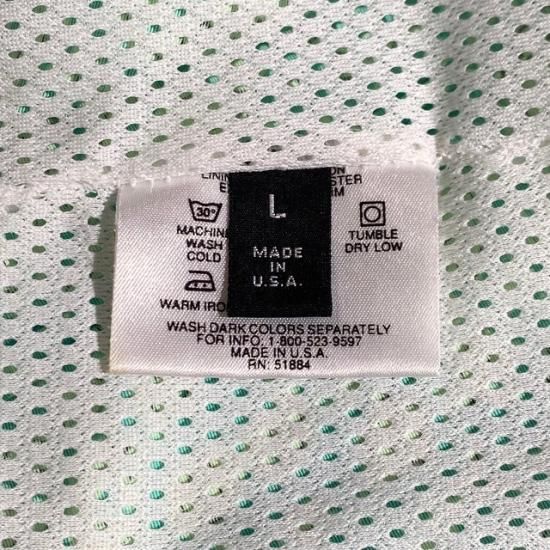 L
MADE
IN
U.S.A.
30°
MACHINE
WASH
COLD
TUMBLE
DRY LOW
WARM IRON
WASH DARK COLORS SEPARATELY
FOR INFO: 1-800-523-9597
MADE IN U.S.A.
RN: 51884